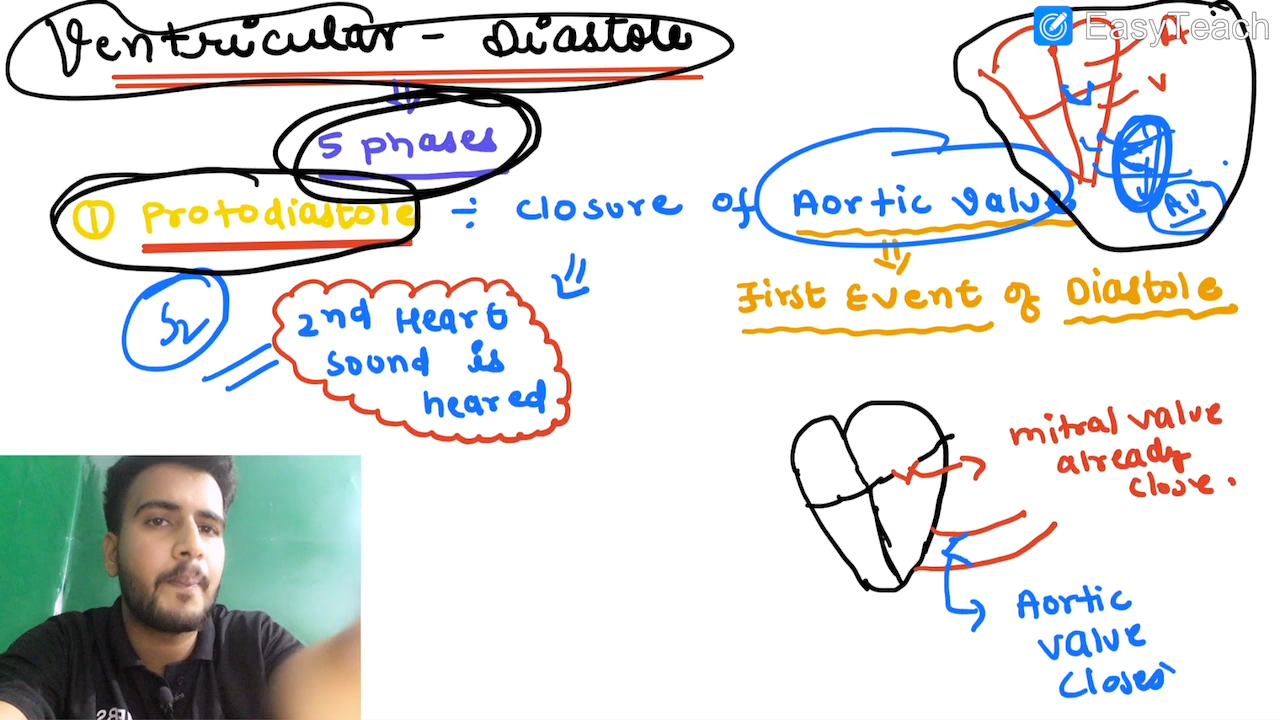 Ventricular - Diastole
EasyTeach
At
V
5 phases
① Protodiastole ÷ closure of Aortic valve
AV
First Event of Diastole
2nd Heart
sound is
heared
mitral valve
already
close.
Aortic
valve
closes